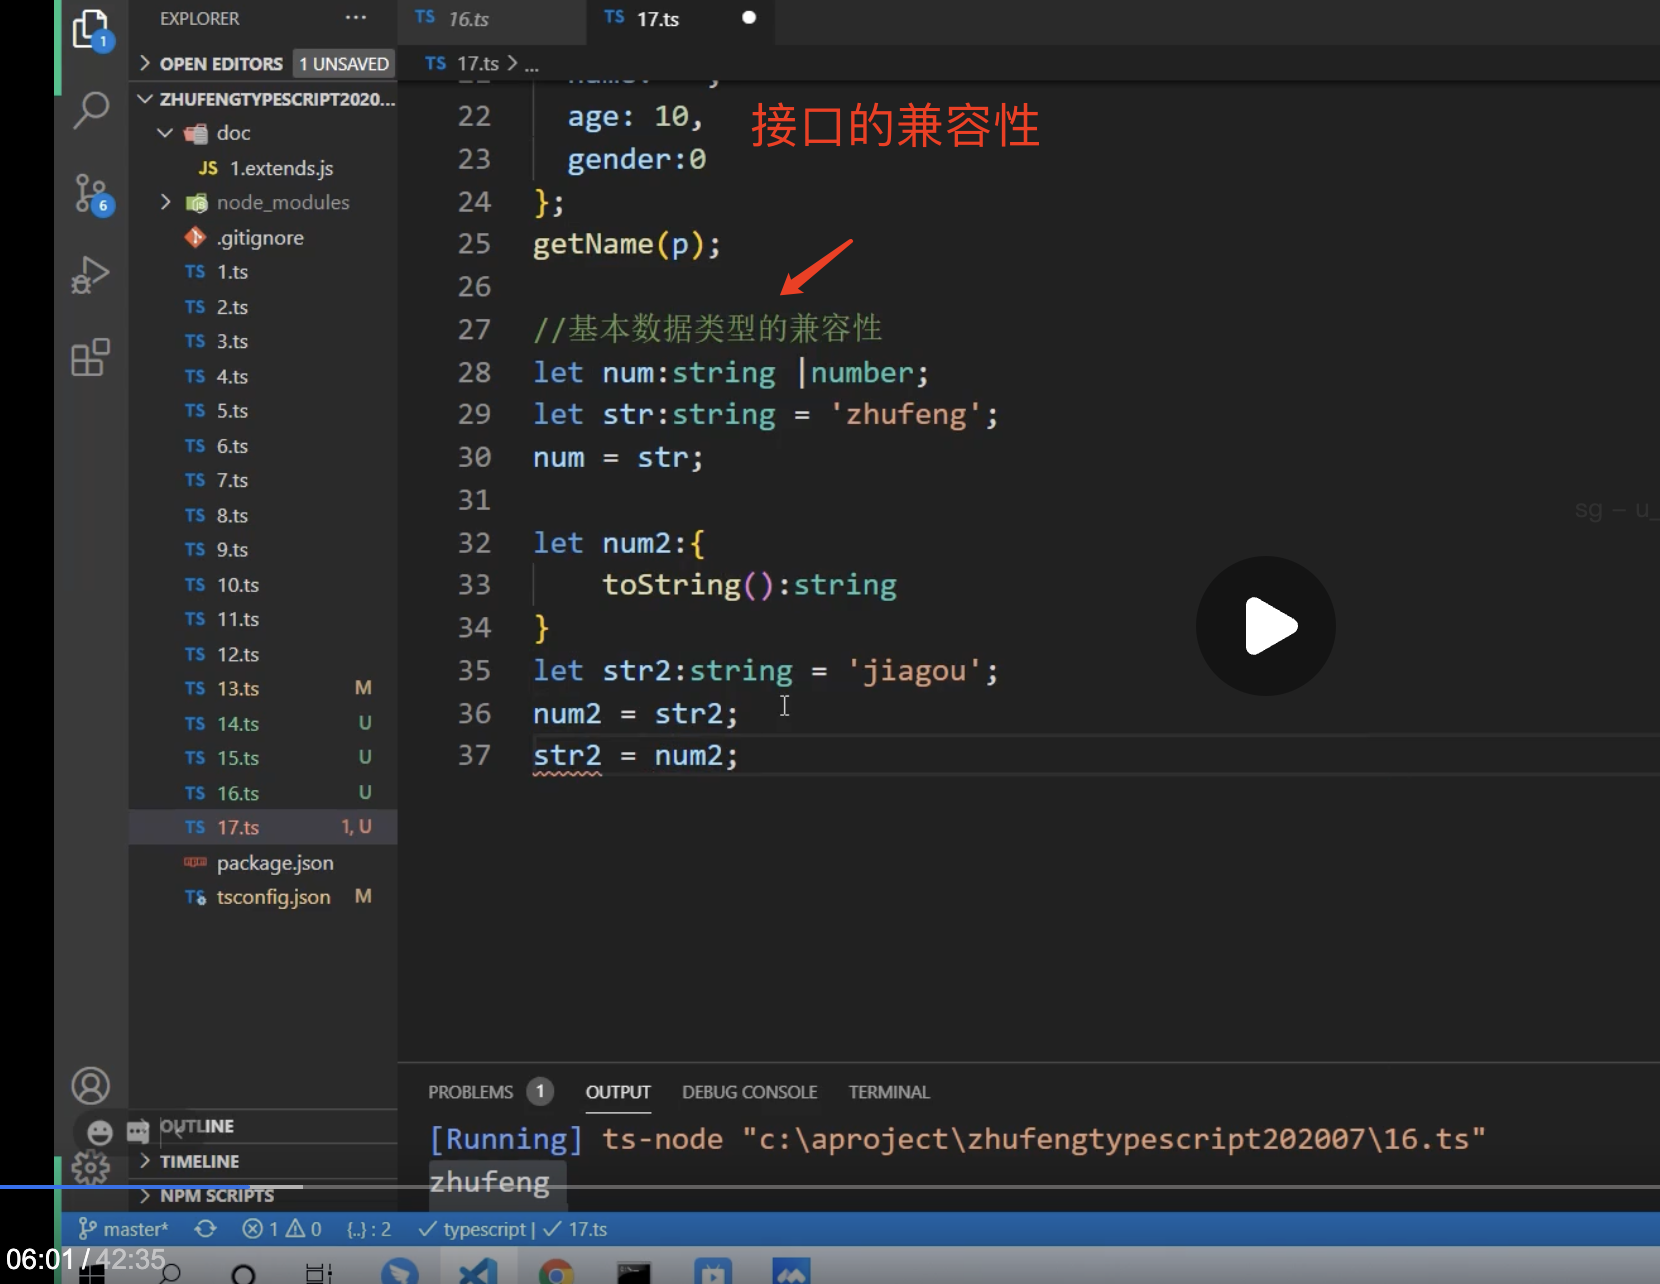 EXPLORER
OPEN EDITORS 1 UNSAVED
ZHUFENGTYPESCRIPT2020...
doc
JS 1.extends.js
node_modules
.gitignore
TS 1.ts
TS 2.ts
TS 3.ts
TS 4.ts
TS 5.ts
TS 6.ts
TS 7.ts
TS 8.ts
TS 9.ts
TS 10.ts
TS 11.ts
TS 12.ts
TS 13.ts M
TS 14.ts U
TS 15.ts U
TS 16.ts U
TS 17.ts 1, U
package.json
TS tsconfig.json M
OUTLINE
TIMELINE
NPM SCRIPTS
1
6
TS 16.ts
TS 17.ts
TS 17.ts > ...
22 age: 10,
接口的兼容性
23 gender:0
24 };
25 getName(p);
26
27 //基本数据类型的兼容性
28 let num:string |number;
29 let str:string = 'zhufeng';
30 num = str;
31
32 let num2:{
33 toString():string
34 }
35 let str2:string = 'jiagou';
36 num2 = str2;
37 str2 = num2;
sg – u_
PROBLEMS 1 OUTPUT DEBUG CONSOLE TERMINAL
[Running] ts-node "c:\aproject\zhufengtypescript202007\16.ts"
zhufeng
master* 1 0 {..} : 2 typescript | 17.ts
06:01 / 42:35